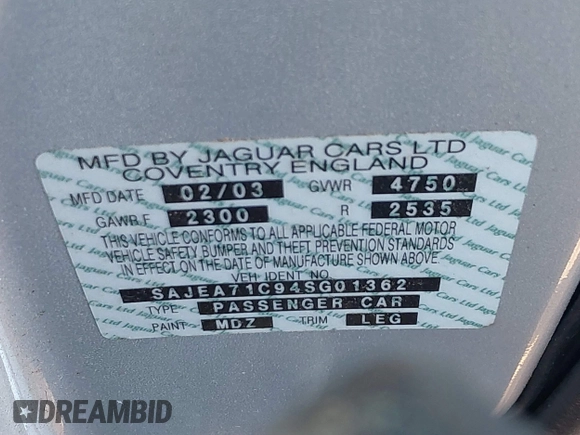 MFD BY JAGUAR CARS LTD
COVENTRY ENGLAND
MFD DATE 02/03 GVWR 4750
GAWR F 2300 R 2535
THIS VEHICLE CONFORMS TO ALL APPLICABLE FEDERAL MOTOR
VEHICLE SAFETY BUMPER AND THEFT PREVENTION STANDARDS
IN EFFECT ON THE DATE OF MANUFACTURE SHOWN ABOVE.
VEH IDENT NO.
SAJEA71C94SG01362
TYPE PASSENGER CAR
PAINT MDZ TRIM LEG
DREAMBID